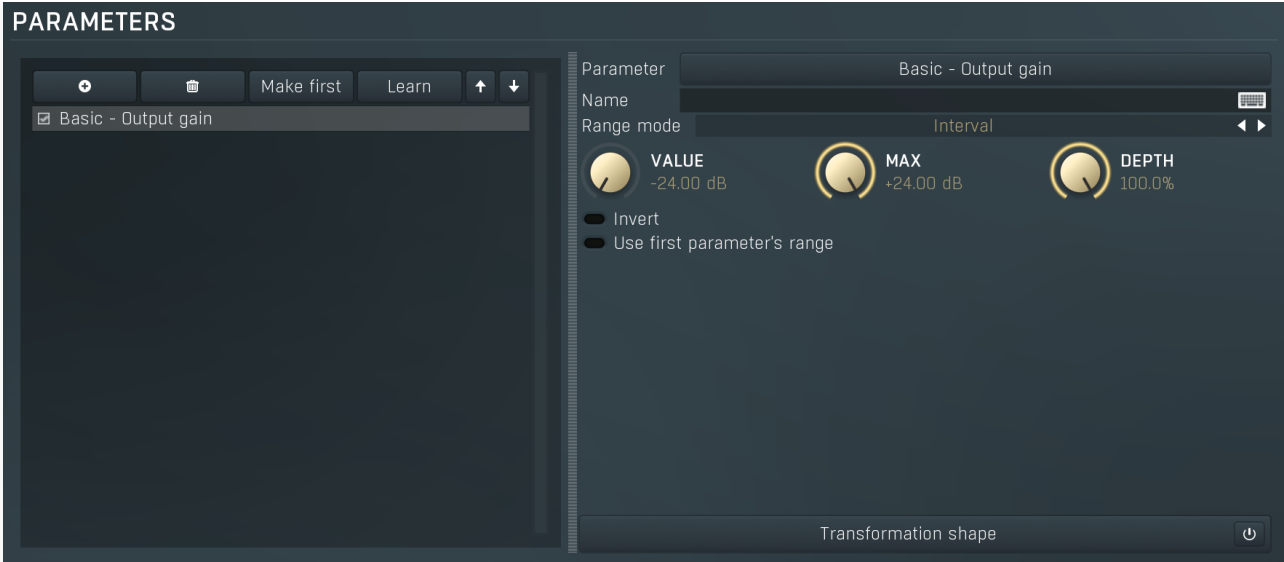 PARAMETERS
Make first Learn
Basic - Output gain
Parameter Basic - Output gain
Name
Range mode Interval
VALUE MAX DEPTH
-24.00 dB +24.00 dB 100.0%
Invert
Use first parameter's range
Transformation shape